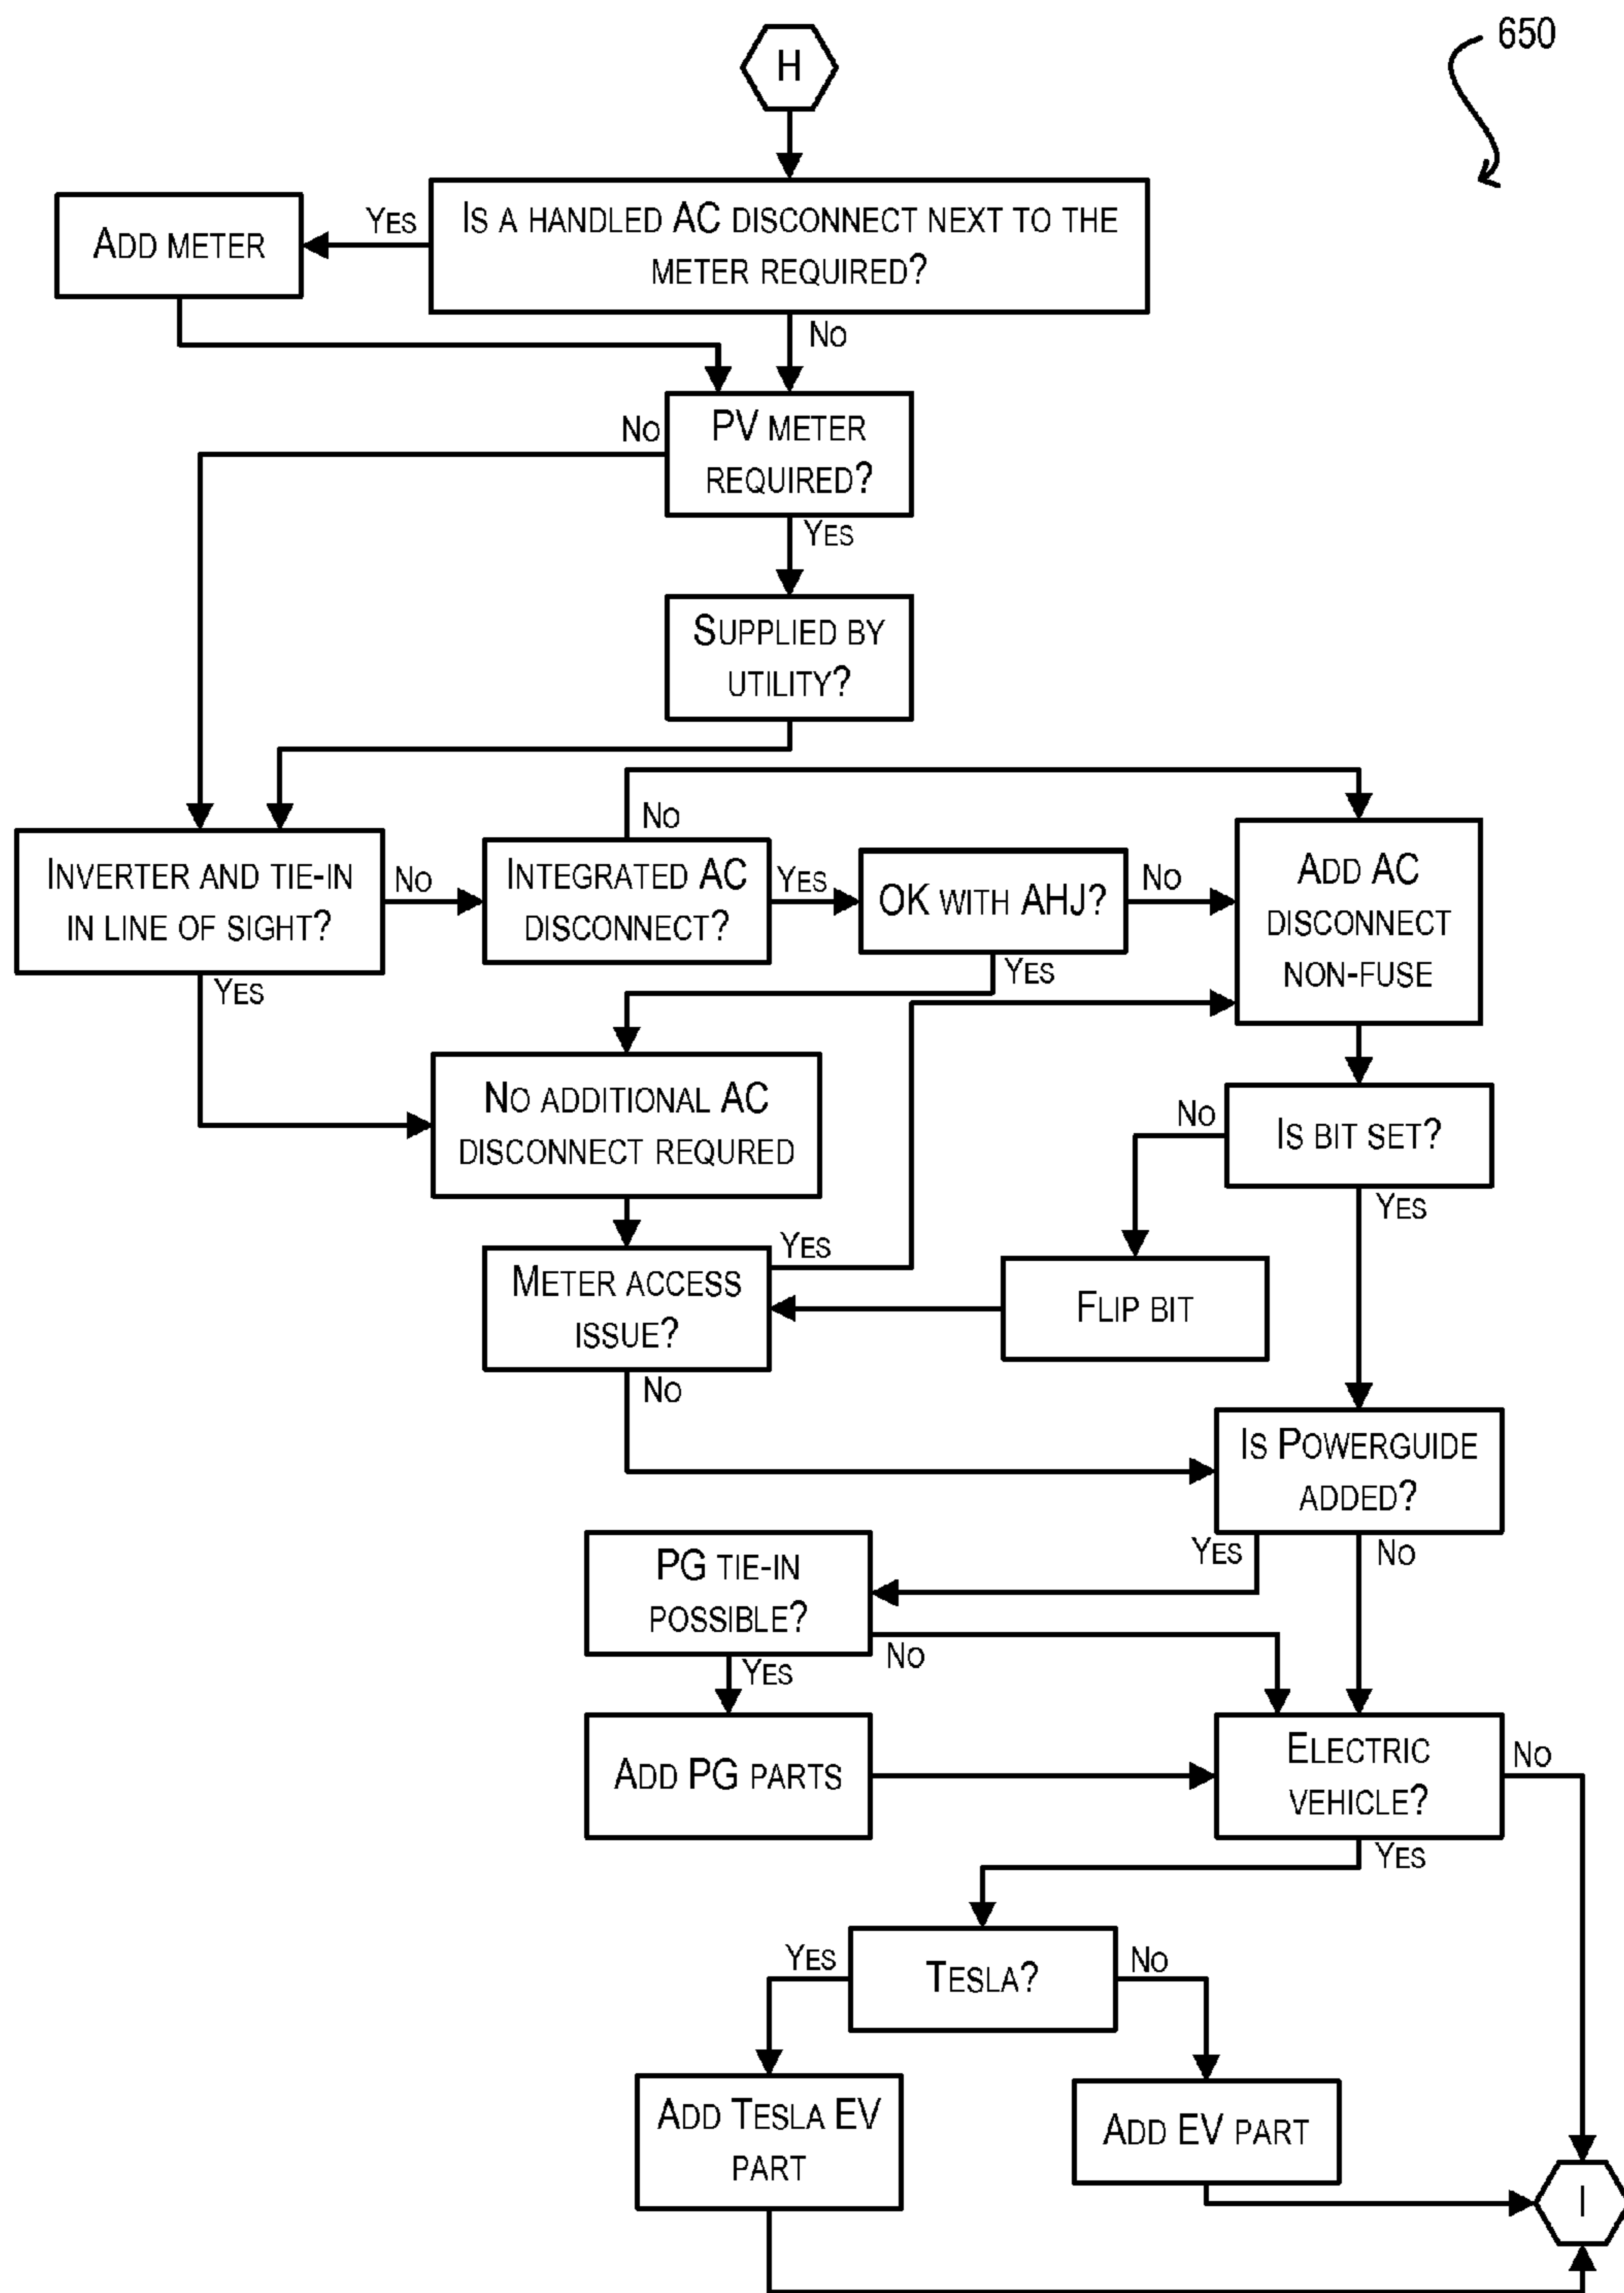 H
650
Is a handled AC disconnect next to the
meter required?
Yes
Add meter
No
PV meter
required?
No
Yes
Supplied by
utility?
Inverter and tie-in
in line of sight?
No
Yes
Integrated AC
disconnect?
No
Yes
OK with AHJ?
No
Yes
Add AC
disconnect
non-fuse
No additional AC
disconnect requred
Is bit set?
No
Yes
Meter access
issue?
Yes
No
Flip bit
Is Powerguide
added?
Yes
No
PG tie-in
possible?
No
Yes
Add PG parts
Electric
vehicle?
No
Yes
Tesla?
Yes
No
Add Tesla EV
part
Add EV part
I